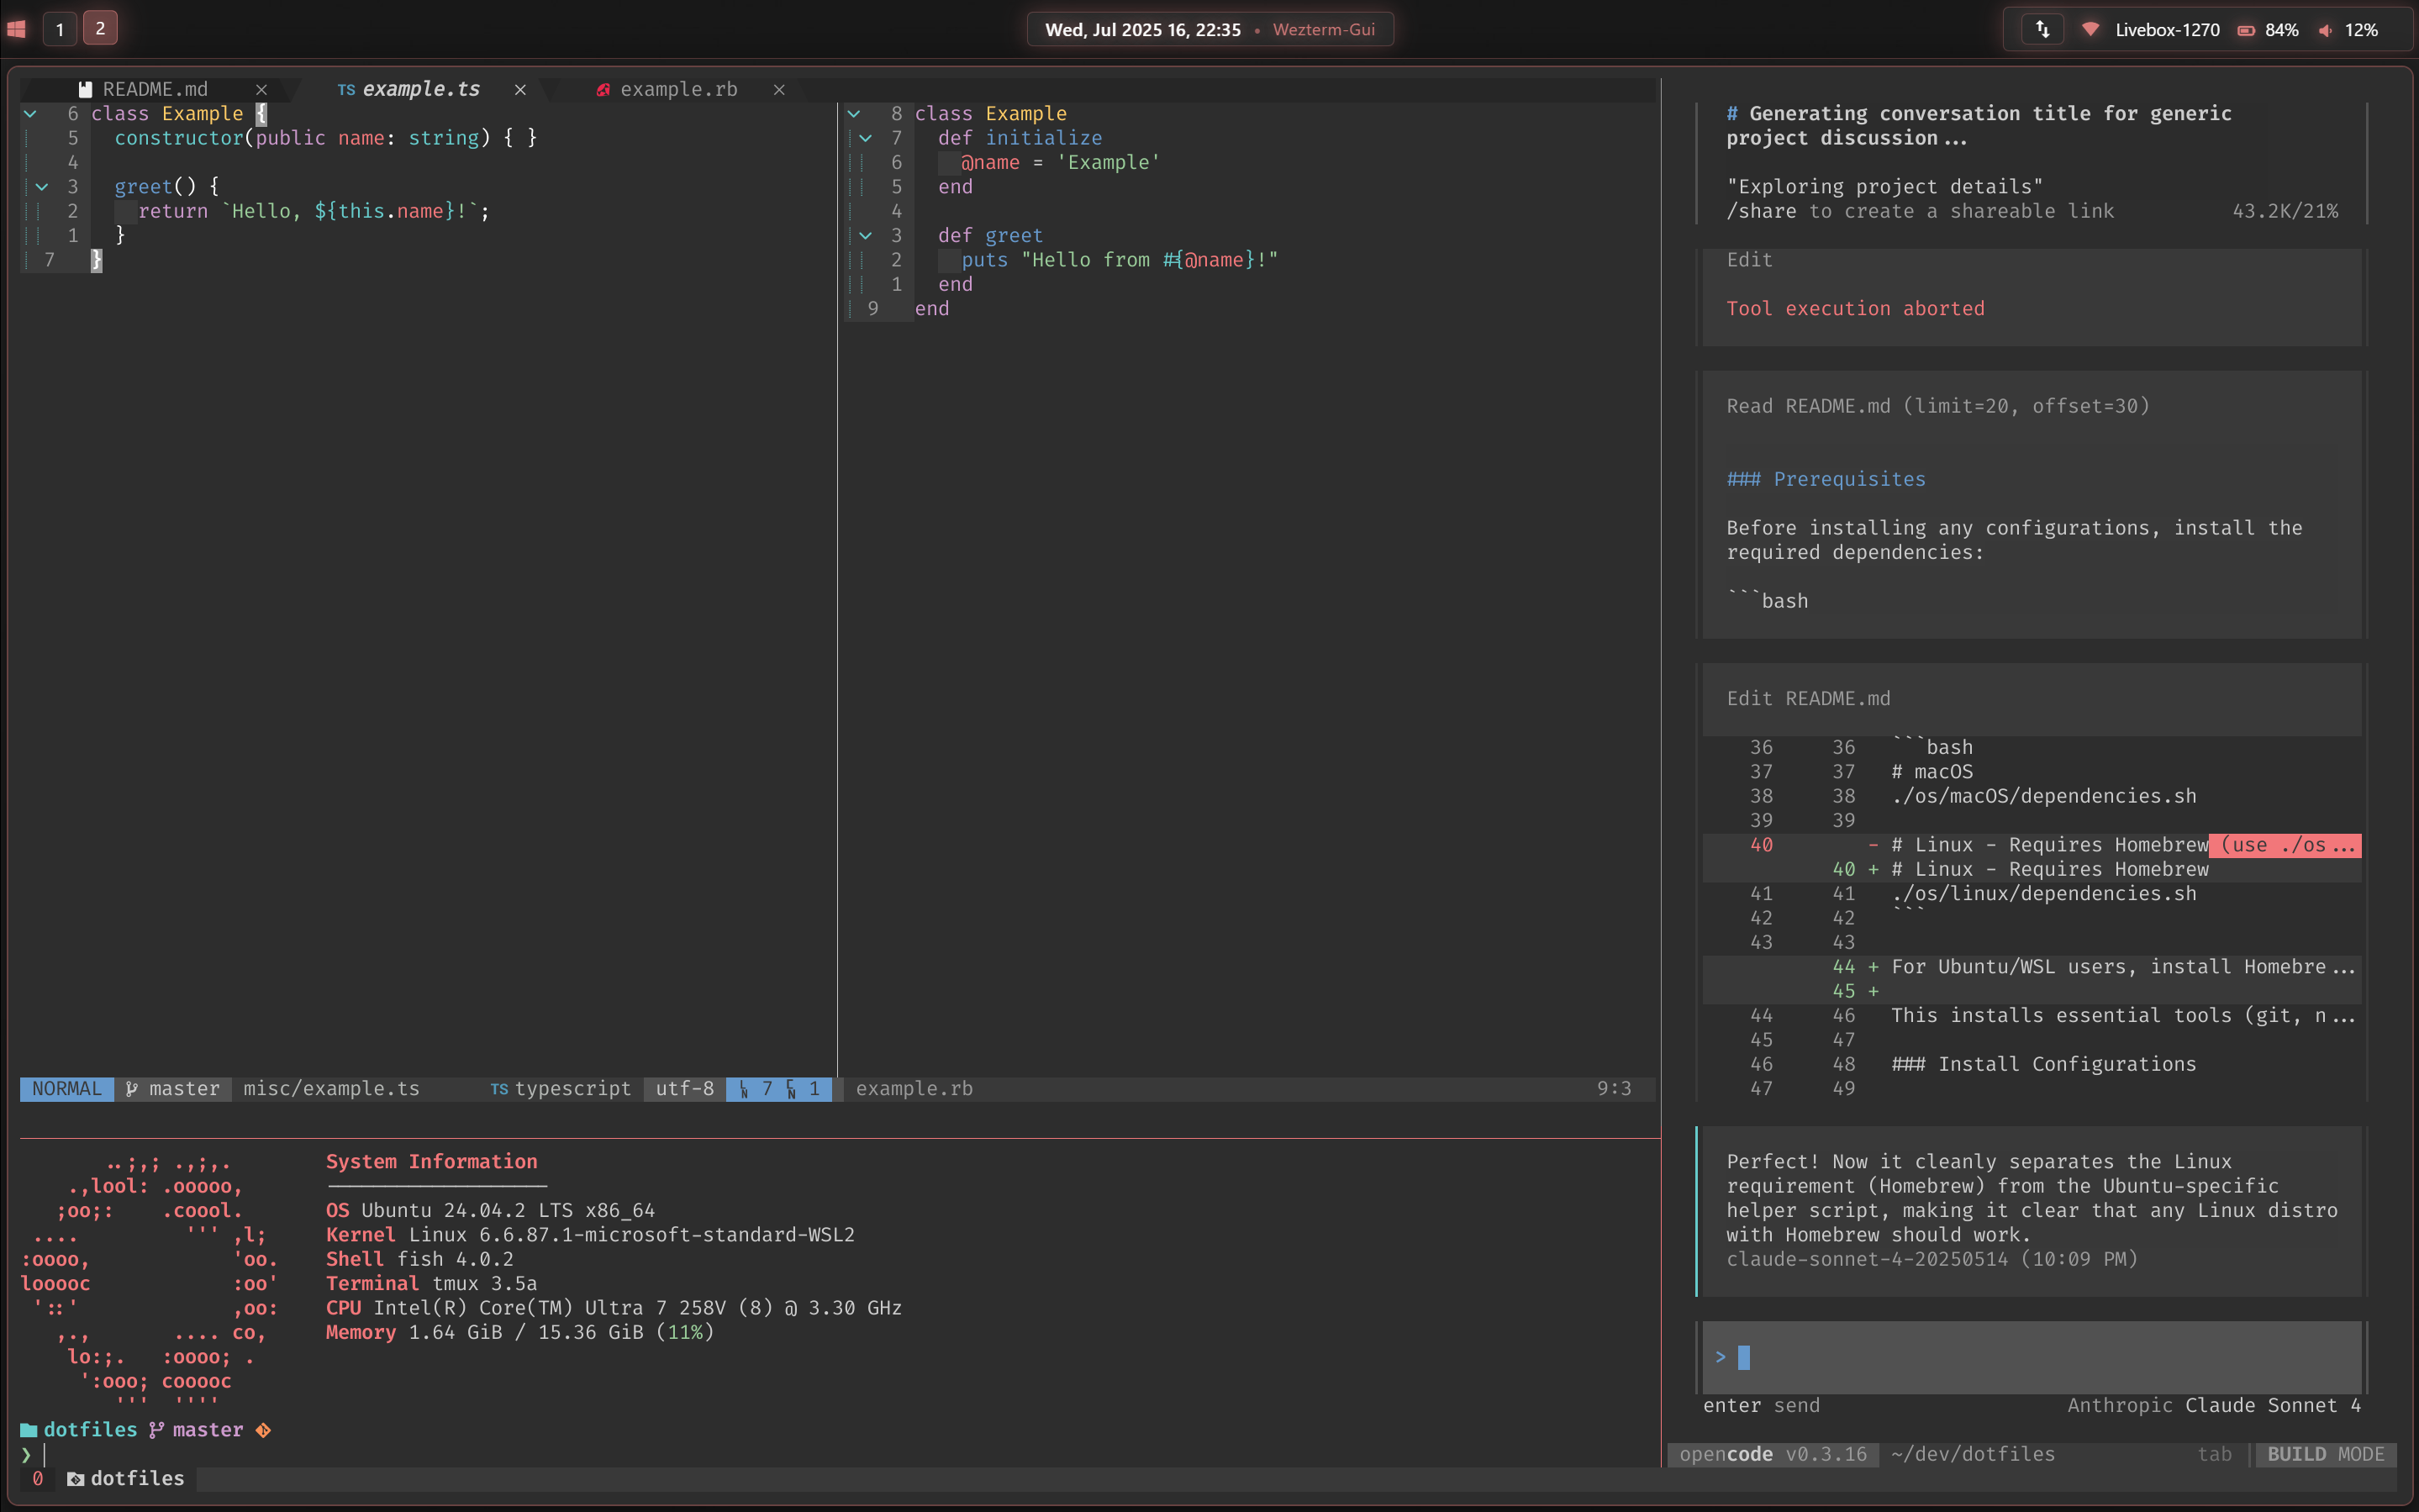 1 2
Wed, Jul 2025 16, 22:35 • Wezterm-Gui
Livebox-1270 84% 12%
README.md × TS example.ts × example.rb ×
6 class Example {
5 constructor(public name: string) { }
4
3 greet() {
2 return `Hello, ${this.name}!`;
1 }
7 }
8 class Example
7 def initialize
6 @name = 'Example'
5 end
4
3 def greet
2 puts "Hello from #{@name}!"
1 end
9 end
NORMAL master misc/example.ts TS typescript utf-8 LN 7 CN 1 example.rb 9:3
..;,; .,;,.
.,lool: .ooooo,
;oo;: .coool.
.... ''' ,l;
:oooo, 'oo.
looooc :oo'
'::' ,oo:
,., .... co,
lo:;. :oooo; .
':ooo; cooooc
''' ''''
System Information
OS Ubuntu 24.04.2 LTS x86_64
Kernel Linux 6.6.87.1-microsoft-standard-WSL2
Shell fish 4.0.2
Terminal tmux 3.5a
CPU Intel(R) Core(TM) Ultra 7 258V (8) @ 3.30 GHz
Memory 1.64 GiB / 15.36 GiB (11%)
dotfiles master
❯
0 dotfiles
# Generating conversation title for generic
project discussion...
"Exploring project details"
/share to create a shareable link 43.2K/21%
Edit
Tool execution aborted
Read README.md (limit=20, offset=30)
### Prerequisites
Before installing any configurations, install the
required dependencies:
```bash
Edit README.md
36 36 ```bash
37 37 # macOS
38 38 ./os/macOS/dependencies.sh
39 39
40 - # Linux - Requires Homebrew (use ./os...
40 + # Linux - Requires Homebrew
41 41 ./os/linux/dependencies.sh
42 42 ```
43 43
44 + For Ubuntu/WSL users, install Homebre...
45 +
44 46 This installs essential tools (git, n...
45 47
46 48 ### Install Configurations
47 49
Perfect! Now it cleanly separates the Linux
requirement (Homebrew) from the Ubuntu-specific
helper script, making it clear that any Linux distro
with Homebrew should work.
claude-sonnet-4-20250514 (10:09 PM)
>
enter send Anthropic Claude Sonnet 4
opencode v0.3.16 ~/dev/dotfiles tab BUILD MODE